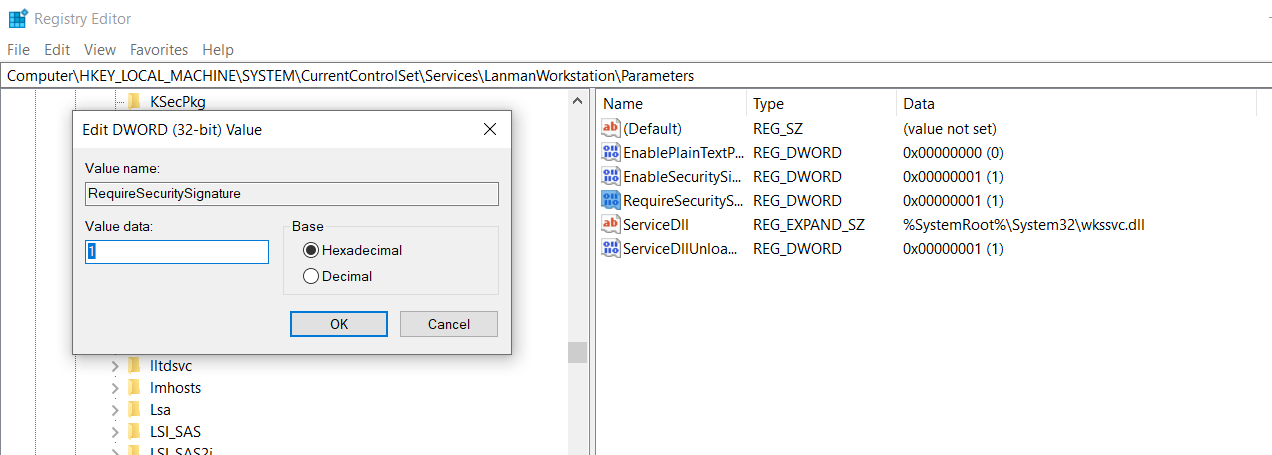 Registry Editor
File Edit View Favorites Help
Computer\HKEY_LOCAL_MACHINE\SYSTEM\CurrentControlSet\Services\LanmanWorkstation\Parameters
KSecPkg
Edit DWORD (32-bit) Value
Value name:
RequireSecuritySignature
Value data:
1
Base
Hexadecimal
Decimal
OK Cancel
lltdsvc
lmhosts
Lsa
LSI_SAS
LSI_SAS2i
Name Type Data
(Default) REG_SZ (value not set)
EnablePlainTextP... REG_DWORD 0x00000000 (0)
EnableSecuritySi... REG_DWORD 0x00000001 (1)
RequireSecurityS... REG_DWORD 0x00000001 (1)
ServiceDll REG_EXPAND_SZ %SystemRoot%\System32\wkssvc.dll
ServiceDllUnloa... REG_DWORD 0x00000001 (1)